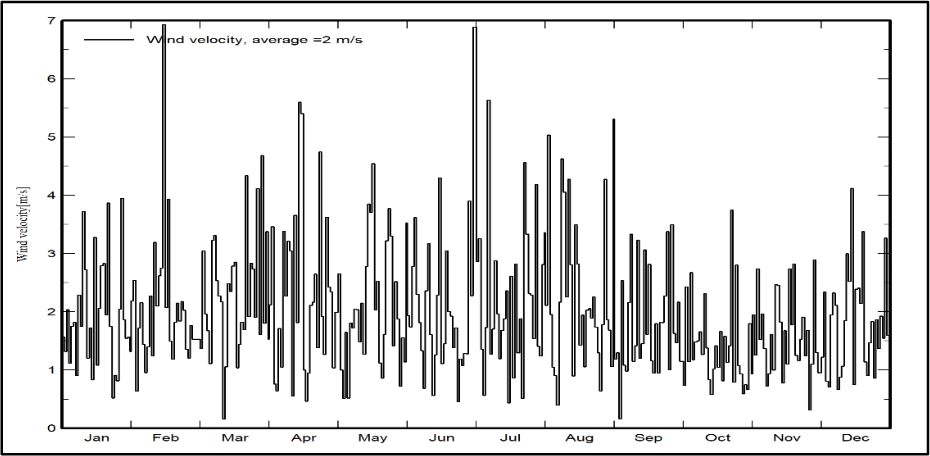 7
Wind velocity, average =2 m/s
6
5
4
3
2
1
0
Wind velocity[m/s]
Jan Feb Mar Apr May Jun Jul Aug Sep Oct Nov Dec